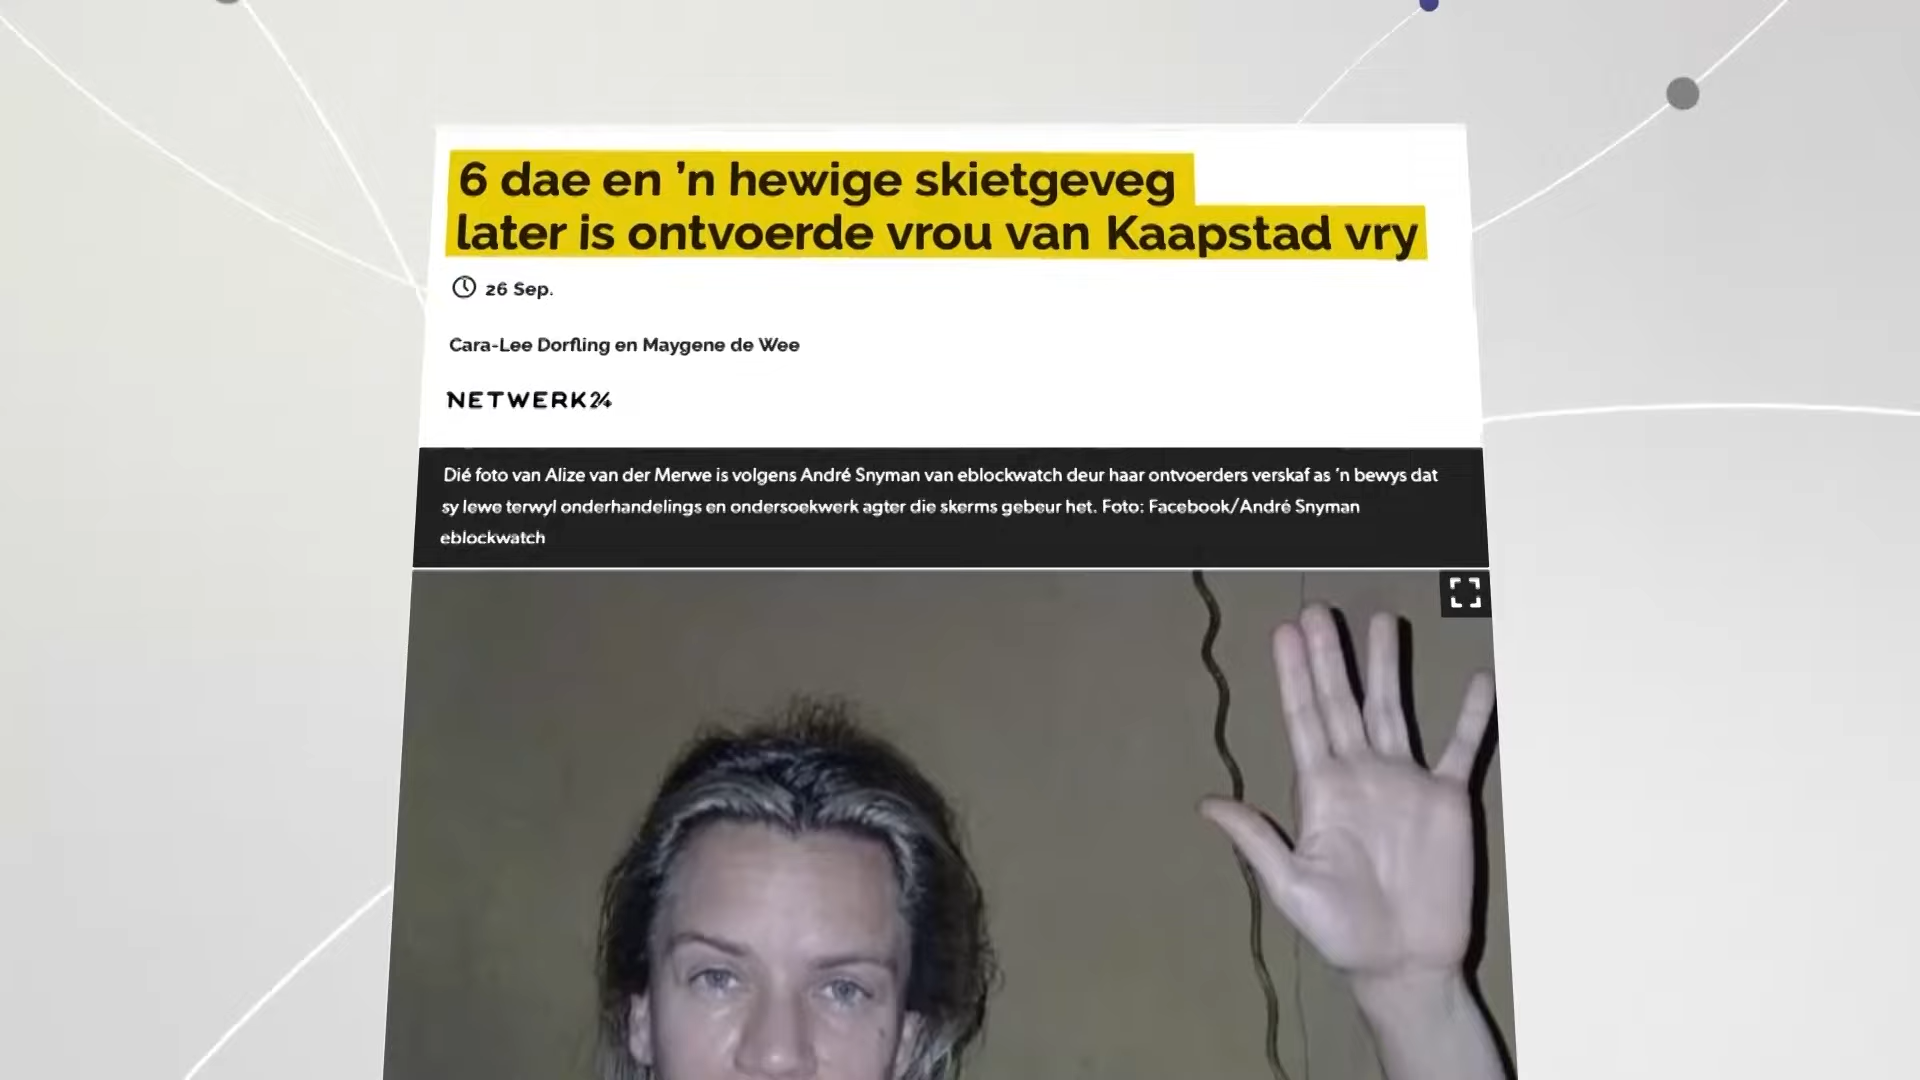 6 dae en ’n hewige skietgeveg
later is ontvoerde vrou van Kaapstad vry
26 Sep.
Cara-Lee Dorfling en Maygene de Wee
NETWERK24
Dié foto van Alize van der Merwe is volgens André Snyman van eblockwatch deur haar ontvoerders verskaf as ’n bewys dat
sy lewe terwyl onderhandelings en ondersoekwerk agter die skerms gebeur het. Foto: Facebook/André Snyman
eblockwatch